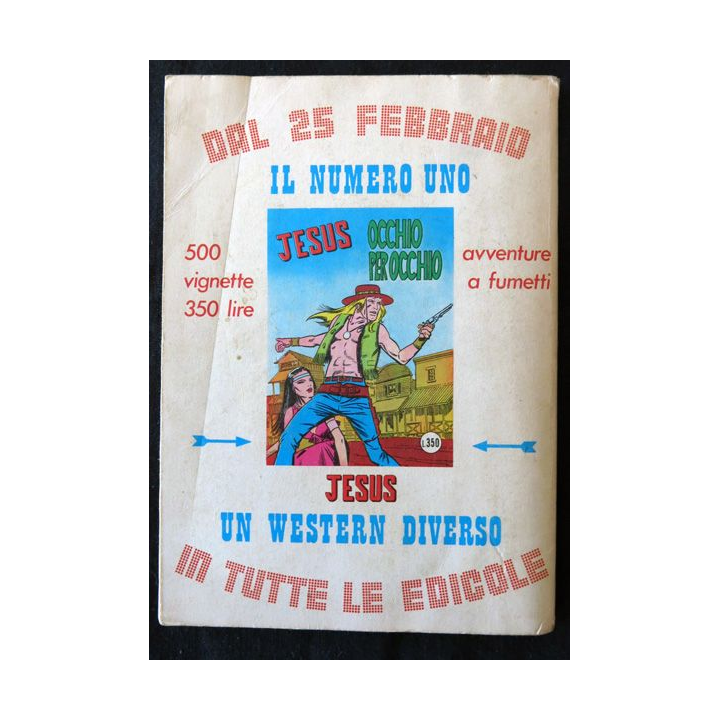 DAL 25 FEBBRAIO
IL NUMERO UNO
500
vignette
350 lire
JESUS
OCCHIO
PER OCCHIO
L.350
avventure
a fumetti
JESUS
UN WESTERN DIVERSO
IN TUTTE LE EDICOLE